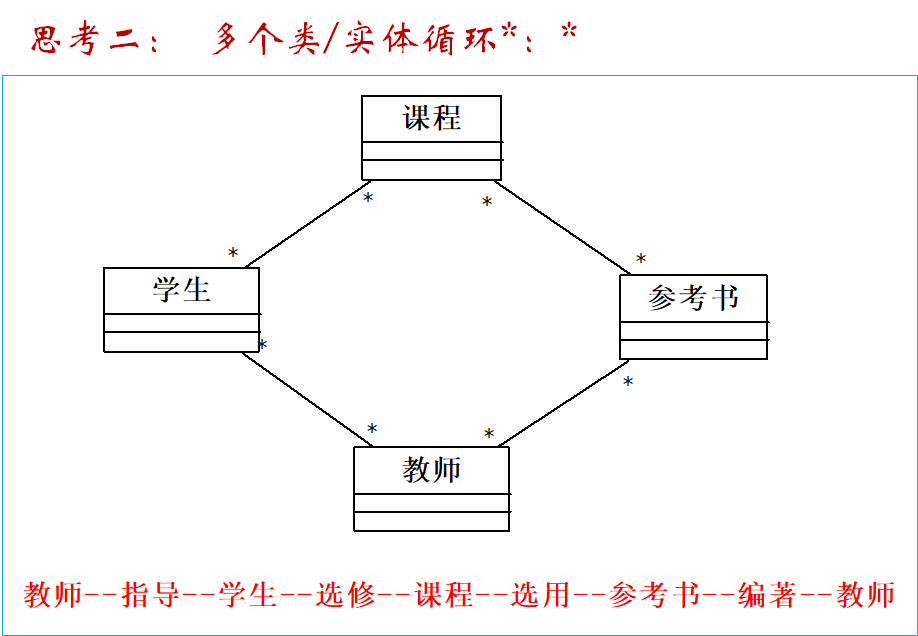 思考二： 多个类/实体循环*：*
课程
* *
* *
学生 参考书
* *
* *
教师
教师--指导--学生--选修--课程--选用--参考书--编著--教师